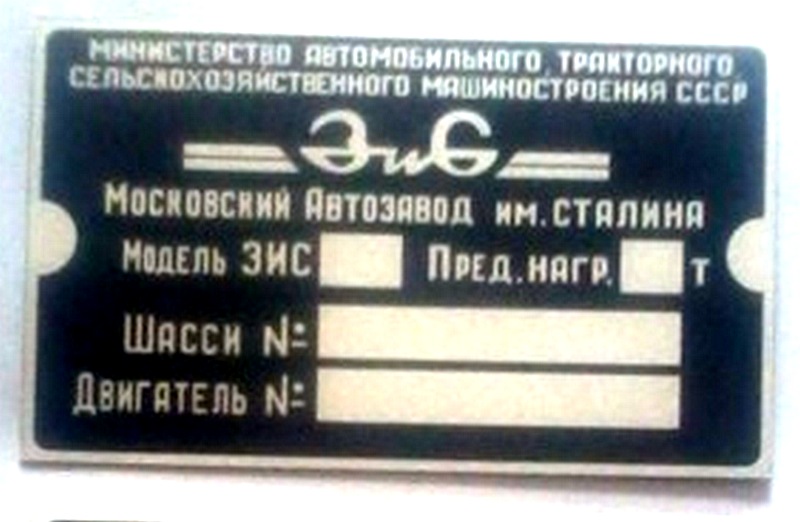 МИНИСТЕРСТВО АВТОМОБИЛЬНОГО, ТРАКТОРНОГО,
СЕЛЬСКОХОЗЯЙСТВЕННОГО МАШИНОСТРОЕНИЯ СССР
ЗиС
МОСКОВСКИЙ АВТОЗАВОД ИМ. СТАЛИНА
МОДЕЛЬ ЗИС ПРЕД. НАГР. Т
ШАССИ №
ДВИГАТЕЛЬ №